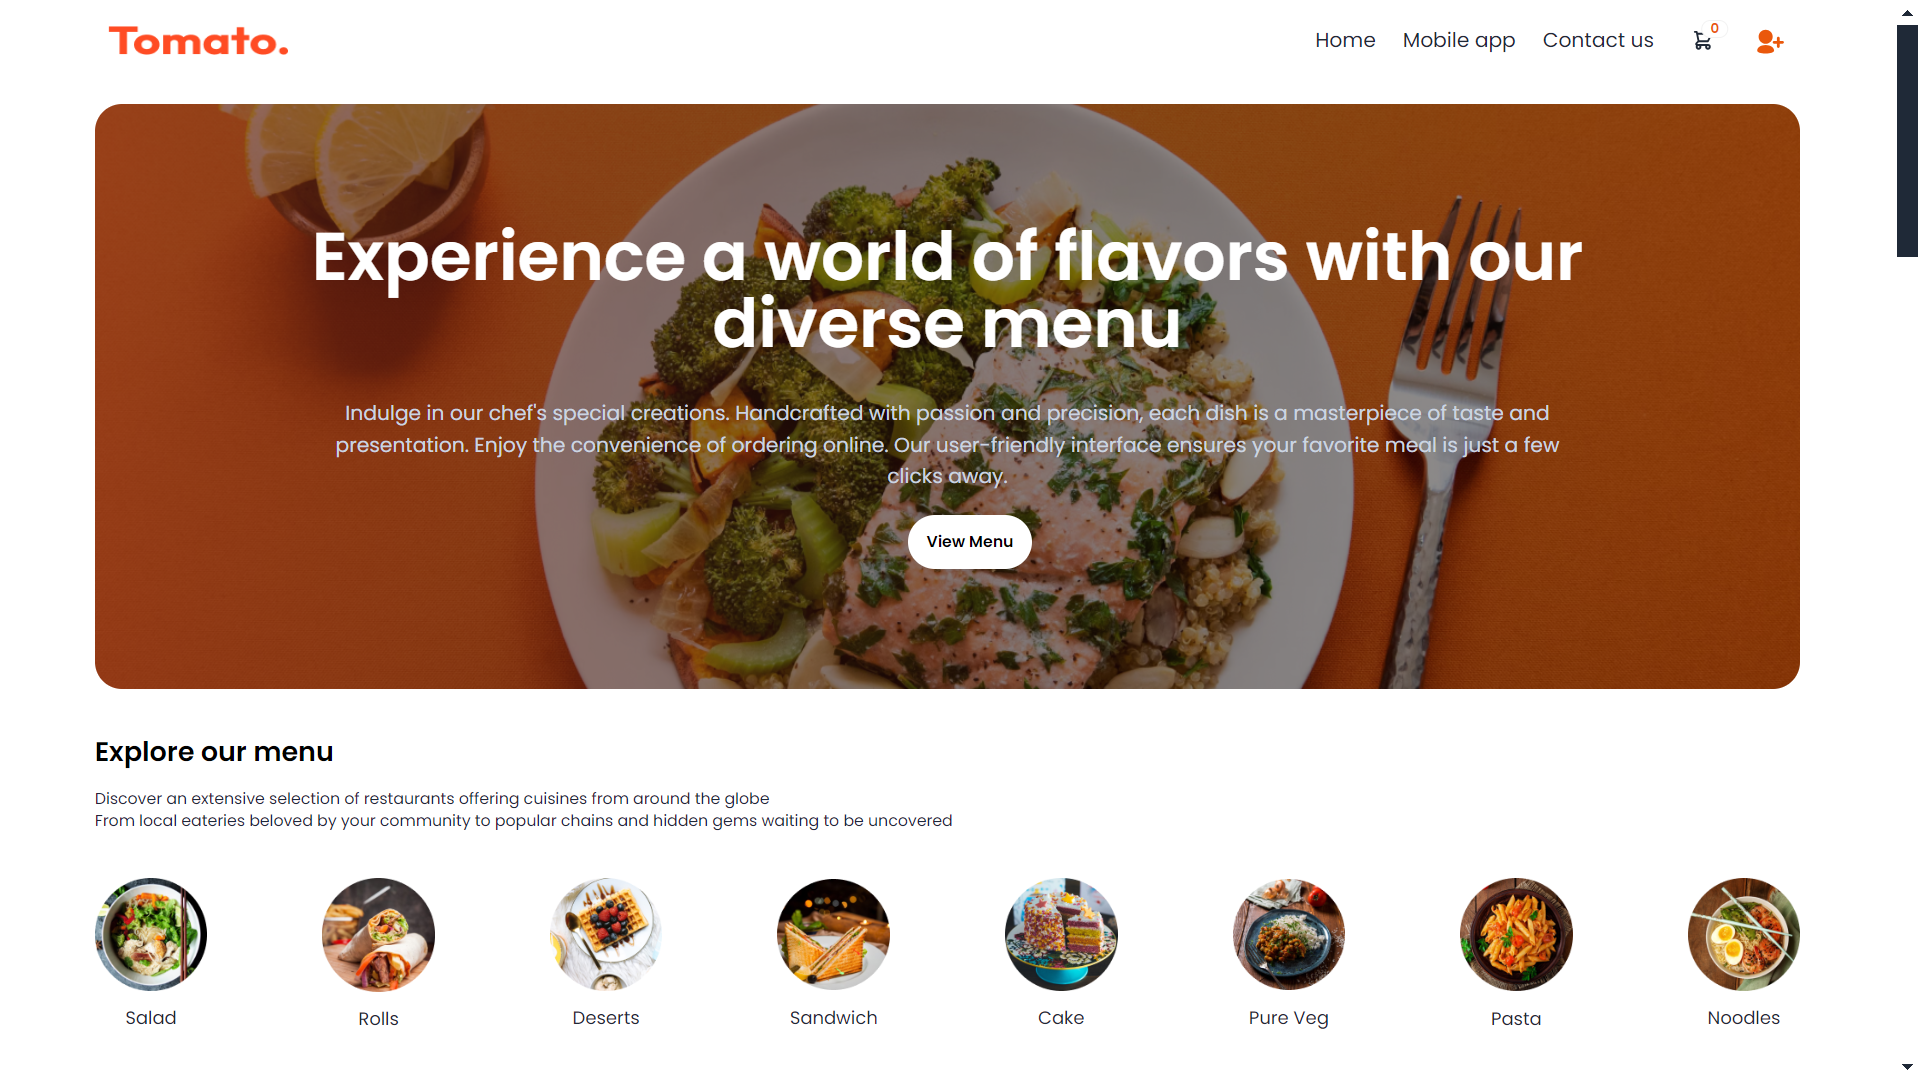 Tomato.
Home Mobile app Contact us 0
Experience a world of flavors with our
diverse menu
Indulge in our chef's special creations. Handcrafted with passion and precision, each dish is a masterpiece of taste and
presentation. Enjoy the convenience of ordering online. Our user-friendly interface ensures your favorite meal is just a few
clicks away.
View Menu
Explore our menu
Discover an extensive selection of restaurants offering cuisines from around the globe
From local eateries beloved by your community to popular chains and hidden gems waiting to be uncovered
Salad Rolls Deserts Sandwich Cake Pure Veg Pasta Noodles